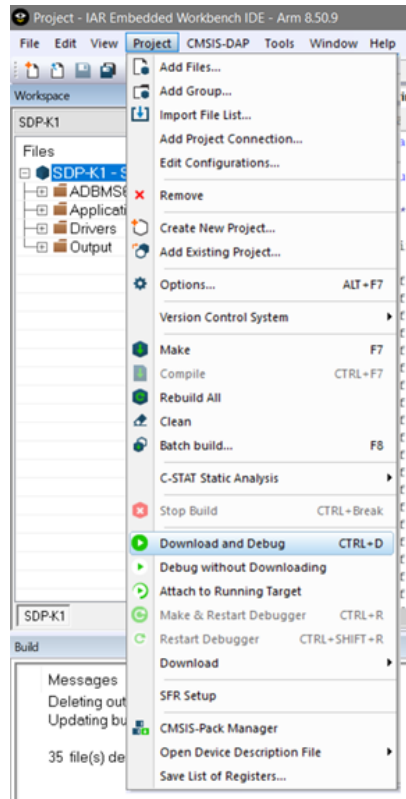 Project - IAR Embedded Workbench IDE - Arm 8.50.9
File Edit View Project CMSIS-DAP Tools Window Help
Workspace
SDP-K1
Files
SDP-K1 - S
ADBMS6
Applicati
Drivers
Output
Add Files...
Add Group...
Import File List...
Add Project Connection...
Edit Configurations...
Remove
Create New Project...
Add Existing Project...
Options... ALT+F7
Version Control System
Make F7
Compile CTRL+F7
Rebuild All
Clean
Batch build... F8
C-STAT Static Analysis
Stop Build CTRL+Break
Download and Debug CTRL+D
Debug without Downloading
Attach to Running Target
Make & Restart Debugger CTRL+R
Restart Debugger CTRL+SHIFT+R
Download
SFR Setup
CMSIS-Pack Manager
Open Device Description File
Save List of Registers...
SDP-K1
Build
Messages
Deleting out
Updating bu
35 file(s) de